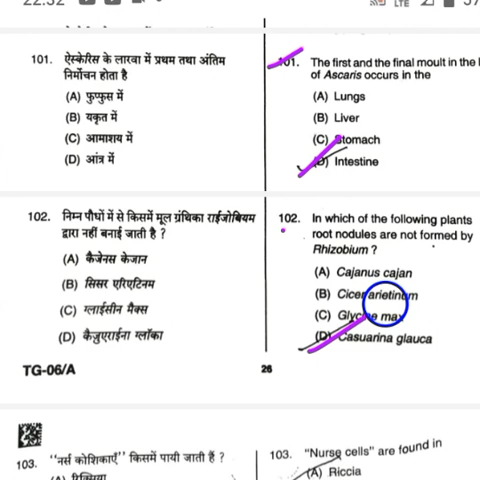 22:32
LTE
101. ऐस्केरिस के लारवा में प्रथम तथा अंतिम
निर्मोचन होता है
(A) फुप्फुस में
(B) यकृत में
(C) आमाशय में
(D) आंत्र में
101. The first and the final moult in the
of Ascaris occurs in the
(A) Lungs
(B) Liver
(C) Stomach
(D) Intestine
102. निम्न पौधों में से किसमें मूल ग्रंथिका राईजोबियम
द्वारा नहीं बनाई जाती है ?
(A) कैजेनस केजान
(B) सिसर एरिएटिनम
(C) ग्लाईसीन मैक्स
(D) कैजुएराईना ग्लॉका
102. In which of the following plants
root nodules are not formed by
Rhizobium ?
(A) Cajanus cajan
(B) Cicer arietinum
(C) Glycine max
(D) Casuarina glauca
TG-06/A
26
103. "नर्स कोशिकाएँ" किसमें पायी जाती हैं ?
(A) रिक्सिया
103. "Nurse cells" are found in
(A) Riccia